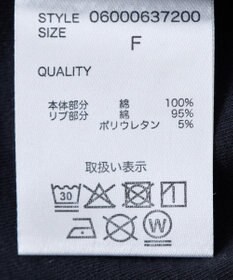 STYLE 06000637200
SIZE
F
QUALITY
本体部分 綿 100%
リブ部分 綿 95%
ポリウレタン 5%
取扱い表示
30
W